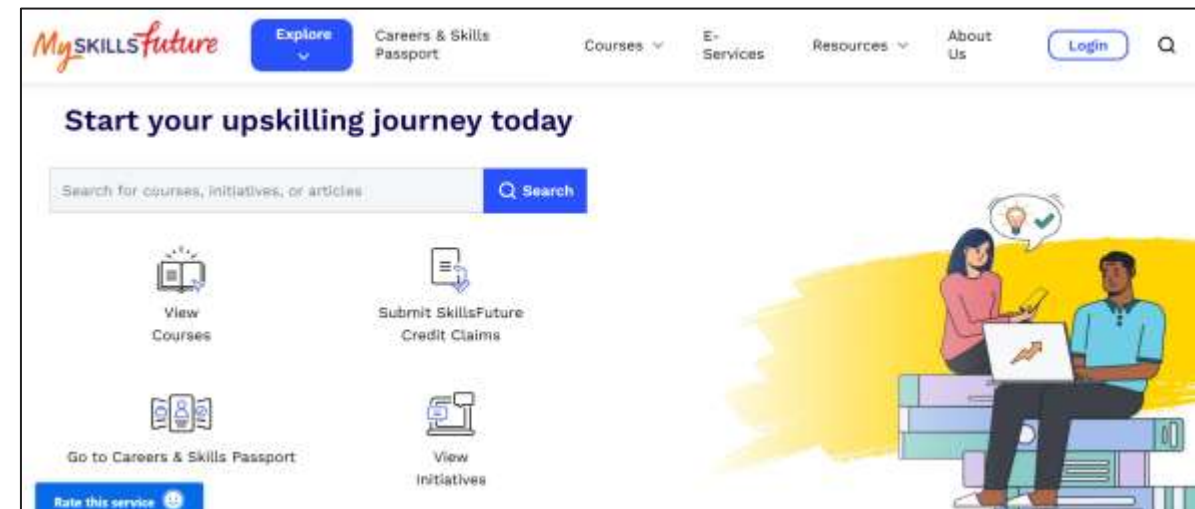 MySKILLSfuture
Explore
Careers & Skills
Passport
Courses
E-
Services
Resources
About
Us
Login
Start your upskilling journey today
Search for courses, initiatives, or articles
Search
View
Courses
Submit SkillsFuture
Credit Claims
Go to Careers & Skills Passport
View
Initiatives
Rate this service